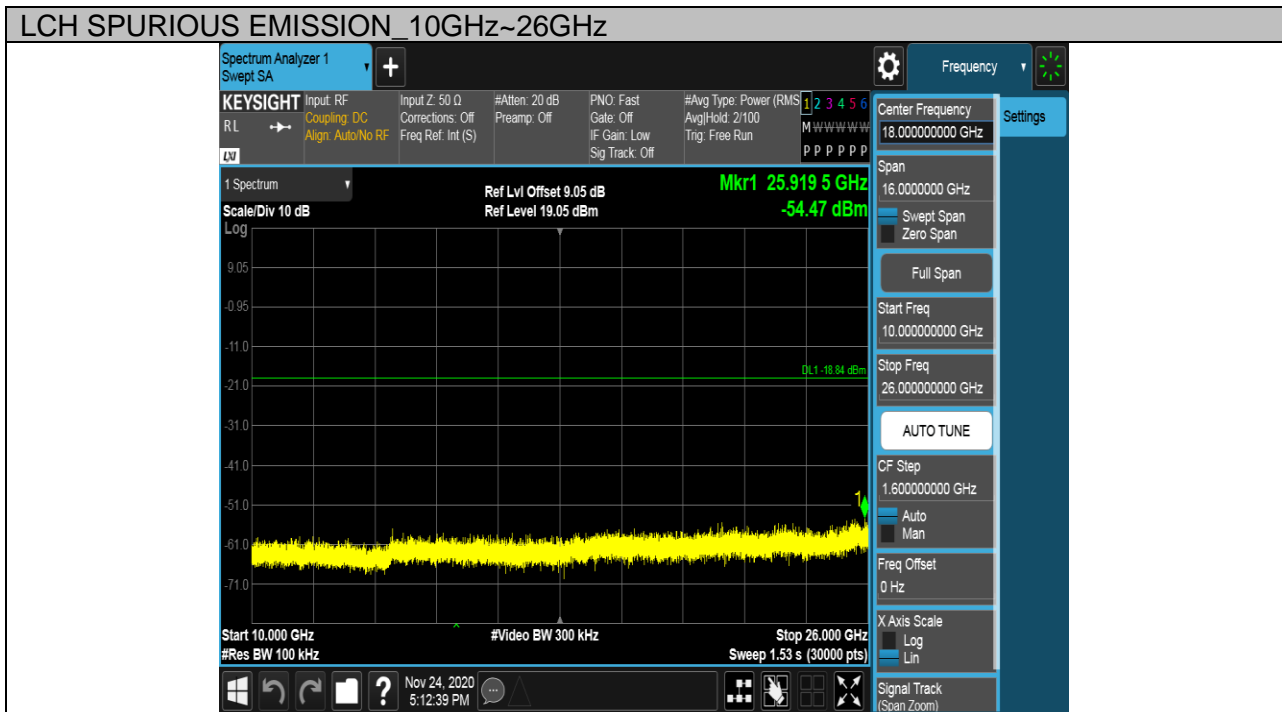 LCH SPURIOUS EMISSION_10GHz~26GHz
Spectrum Analyzer 1
Swept SA
+
Frequency
KEYSIGHT
RL
LXI
Input: RF
Coupling: DC
Align: Auto/No RF
Input Z: 50 Ω
Corrections: Off
Freq Ref: Int (S)
#Atten: 20 dB
Preamp: Off
PNO: Fast
Gate: Off
IF Gain: Low
Sig Track: Off
#Avg Type: Power (RMS
Avg|Hold: 2/100
Trig: Free Run
1 2 3 4 5 6
M W W W W W
P P P P P P
1 Spectrum
Scale/Div 10 dB
Log
Ref Lvl Offset 9.05 dB
Ref Level 19.05 dBm
Mkr1 25.919 5 GHz
-54.47 dBm
9.05
-0.95
-11.0
DL1 -18.84 dBm
-21.0
-31.0
-41.0
-51.0
1
-61.0
-71.0
Start 10.000 GHz
#Res BW 100 kHz
#Video BW 300 kHz
Stop 26.000 GHz
Sweep 1.53 s (30000 pts)
Center Frequency
18.000000000 GHz
Settings
Span
16.0000000 GHz
Swept Span
Zero Span
Full Span
Start Freq
10.000000000 GHz
Stop Freq
26.000000000 GHz
AUTO TUNE
CF Step
1.600000000 GHz
Auto
Man
Freq Offset
0 Hz
X Axis Scale
Log
Lin
Signal Track
(Span Zoom)
?
Nov 24, 2020
5:12:39 PM